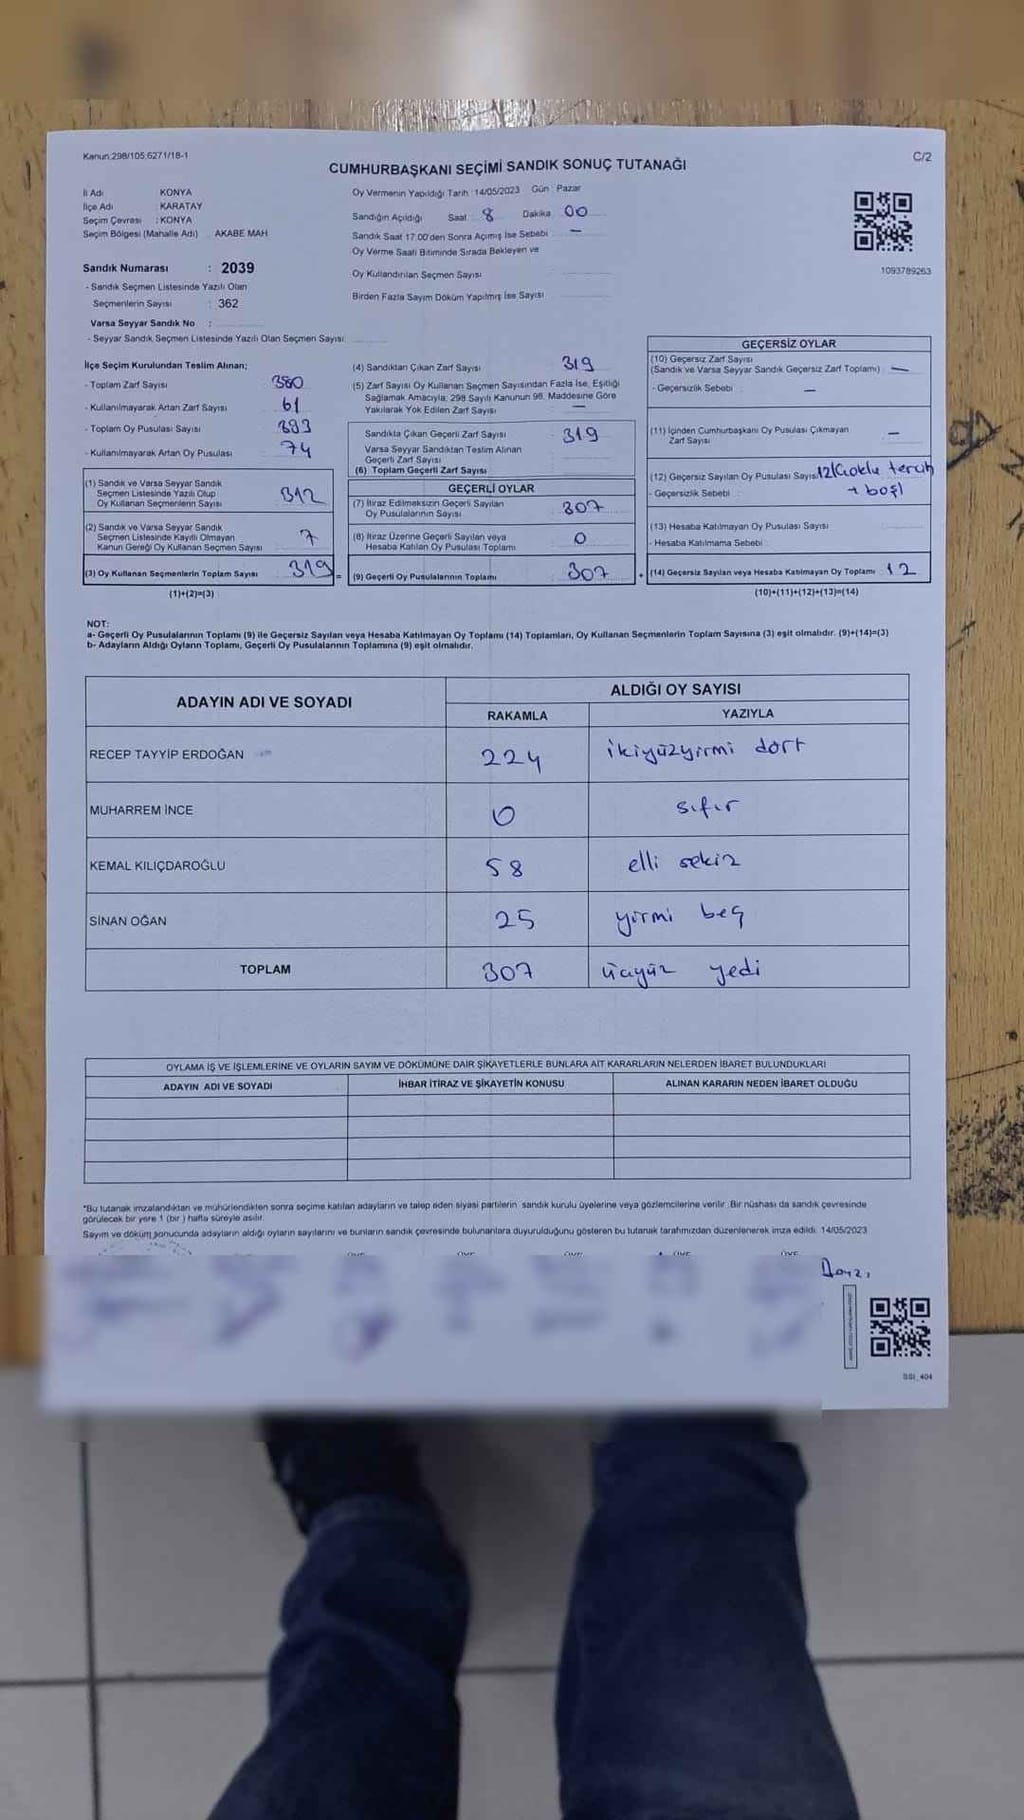 Kanun:298/105,6271/18-1
C/2
CUMHURBAŞKANI SEÇİMİ SANDIK SONUÇ TUTANAĞI
İl Adı : KONYA
İlçe Adı : KARATAY
Seçim Çevresi : KONYA
Seçim Bölgesi (Mahalle Adı) AKABE MAH
Sandık Numarası : 2039
- Sandık Seçmen Listesinde Yazılı Olan
Seçmenlerin Sayısı : 362
Varsa Seyyar Sandık No :
- Seyyar Sandık Seçmen Listesinde Yazılı Olan Seçmen Sayısı:
Oy Vermenin Yapıldığı Tarih : 14/05/2023 Gün : Pazar
Sandığın Açıldığı Saat : 8 Dakika : 00
Sandık Saat 17.00'den Sonra Açımış İse Sebebi : —
Oy Verme Saati Bitiminde Sırada Bekleyen ve
Oy Kullandırılan Seçmen Sayısı
Birden Fazla Sayım Döküm Yapılmış İse Sayısı
1093789263
İlçe Seçim Kurulundan Teslim Alınan;
- Toplam Zarf Sayısı : 380
- Kullanılmayarak Artan Zarf Sayısı : 61
- Toplam Oy Pusulası Sayısı : 393
- Kullanılmayarak Artan Oy Pusulası : 74
(1) Sandık ve Varsa Seyyar Sandık
Seçmen Listesinde Yazılı Olup
Oy Kullanan Seçmenlerin Sayısı : 312
(2) Sandık ve Varsa Seyyar Sandık
Seçmen Listesinde Kayıtlı Olmayan
Kanun Gereği Oy Kullanan Seçmen Sayısı : 7
(3) Oy Kullanan Seçmenlerin Toplam Sayısı : 319
(1)+(2)=(3)
(4) Sandıktan Çıkan Zarf Sayısı : 319
(5) Zarf Sayısı Oy Kullanan Seçmen Sayısından Fazla İse, Eşitliği
Sağlamak Amacıyla, 298 Sayılı Kanunun 98. Maddesine Göre
Yakılarak Yok Edilen Zarf Sayısı : —
Sandıkta Çıkan Geçerli Zarf Sayısı : 319
Varsa Seyyar Sandıktan Teslim Alınan
Geçerli Zarf Sayısı
(6) Toplam Geçerli Zarf Sayısı
GEÇERLİ OYLAR
(7) İtiraz Edilmeksizin Geçerli Sayılan
Oy Pusulalarının Sayısı : 307
(8) İtiraz Üzerine Geçerli Sayılan veya
Hesaba Katılan Oy Pusulası Toplamı : 0
= (9) Geçerli Oy Pusulalarının Toplamı : 307
GEÇERSİZ OYLAR
(10) Geçersiz Zarf Sayısı
(Sandık ve Varsa Seyyar Sandık Geçersiz Zarf Toplamı) : —
- Geçersizlik Sebebi : —
(11) İçinden Cumhurbaşkanı Oy Pusulası Çıkmayan
Zarf Sayısı : —
(12) Geçersiz Sayılan Oy Pusulası Sayısı 12 (Çoklu tercih
- Geçersizlik Sebebi : + boş)
(13) Hesaba Katılmayan Oy Pusulası Sayısı
- Hesaba Katılmama Sebebi :
+ (14) Geçersiz Sayılan veya Hesaba Katılmayan Oy Toplamı : 12
(10)+(11)+(12)+(13)=(14)
NOT:
a- Geçerli Oy Pusulalarının Toplamı (9) ile Geçersiz Sayılan veya Hesaba Katılmayan Oy Toplamı (14) Toplamları, Oy Kullanan Seçmenlerin Toplam Sayısına (3) eşit olmalıdır. (9)+(14)=(3)
b- Adayların Aldığı Oyların Toplamı, Geçerli Oy Pusulalarının Toplamına (9) eşit olmalıdır.
ADAYIN ADI VE SOYADI ALDIĞI OY SAYISI
RAKAMLA YAZIYLA
RECEP TAYYİP ERDOĞAN 224 ikiyüzyirmi dört
MUHARREM İNCE 0 sıfır
KEMAL KILIÇDAROĞLU 58 elli sekiz
SİNAN OĞAN 25 yirmi beş
TOPLAM 307 üçyüz yedi
OYLAMA İŞ VE İŞLEMLERİNE VE OYLARIN SAYIM VE DÖKÜMÜNE DAİR ŞİKAYETLERLE BUNLARA AİT KARARLARIN NELERDEN İBARET BULUNDUKLARI
ADAYIN ADI VE SOYADI İHBAR İTİRAZ VE ŞİKAYETİN KONUSU ALINAN KARARIN NEDEN İBARET OLDUĞU
*Bu tutanak imzalandıktan ve mühürlendikten sonra seçime katılan adayların ve talep eden siyasi partilerin sandık kurulu üyelerine veya gözlemcilerine verilir. Bir nüshası da sandık çevresinde
görülecek bir yere 1 (bir) hafta süreyle asılır.
Sayım ve döküm sonucunda adayların aldığı oyların sayılarını ve bunların sandık çevresinde bulunanlara duyurulduğunu gösteren bu tutanak tarafımızdan düzenlenerek imza edildi. 14/05/2023